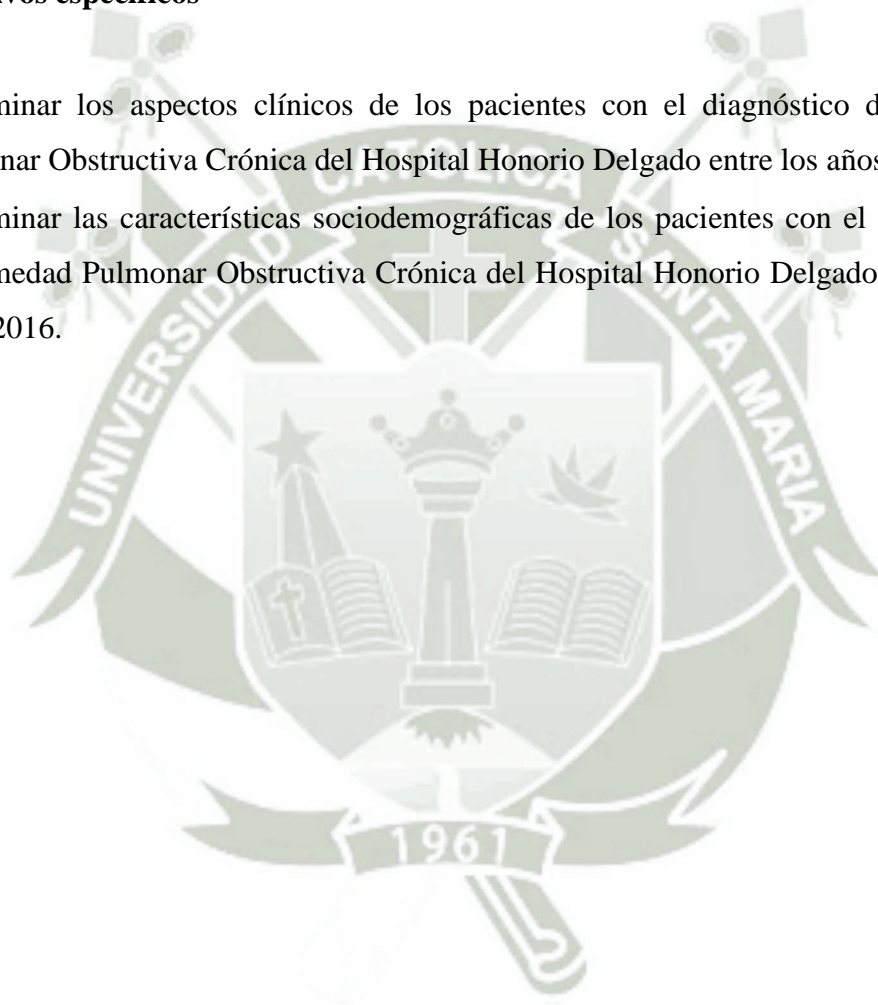 vos específicos
minar los aspectos clínicos de los pacientes con el diagnóstico d
nar Obstructiva Crónica del Hospital Honorio Delgado entre los años
minar las características sociodemográficas de los pacientes con el
medad Pulmonar Obstructiva Crónica del Hospital Honorio Delgado
2016.
UNIVERSIDAD CATOLICA SANTA MARIA
1961